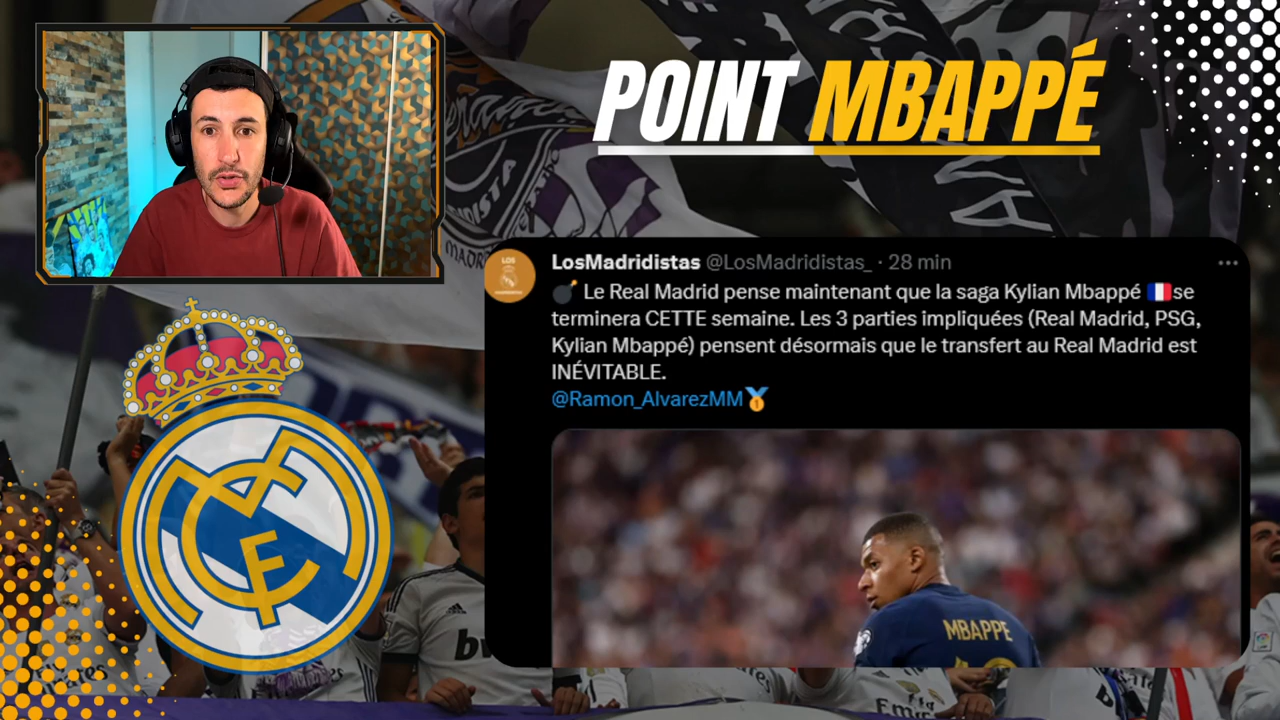 POINT MBAPPÉ
LosMadridistas @LosMadridistas_ · 28 min
💣 Le Real Madrid pense maintenant que la saga Kylian Mbappé 🇫🇷se
terminera CETTE semaine. Les 3 parties impliquées (Real Madrid, PSG,
Kylian Mbappé) pensent désormais que le transfert au Real Madrid est
INÉVITABLE.
@Ramon_AlvarezMM🥇
LOS
MBAPPE